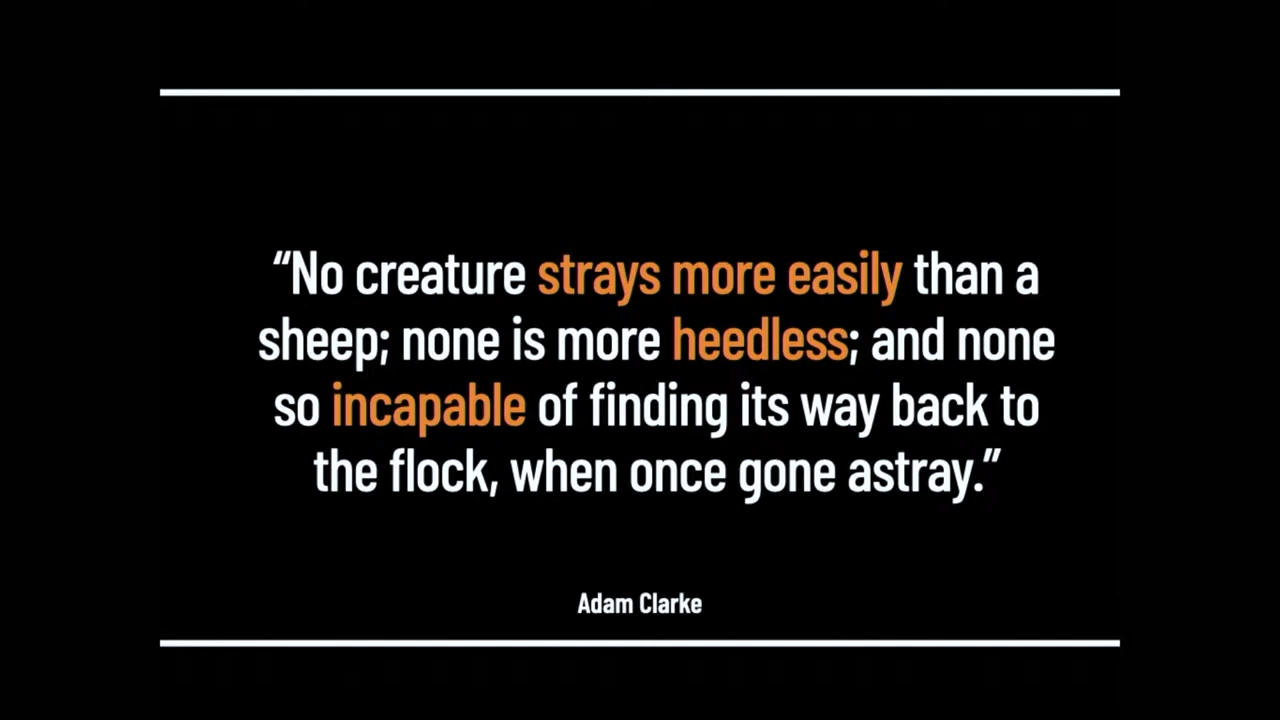 “No creature strays more easily than a
sheep; none is more heedless; and none
so incapable of finding its way back to
the flock, when once gone astray.”
Adam Clarke